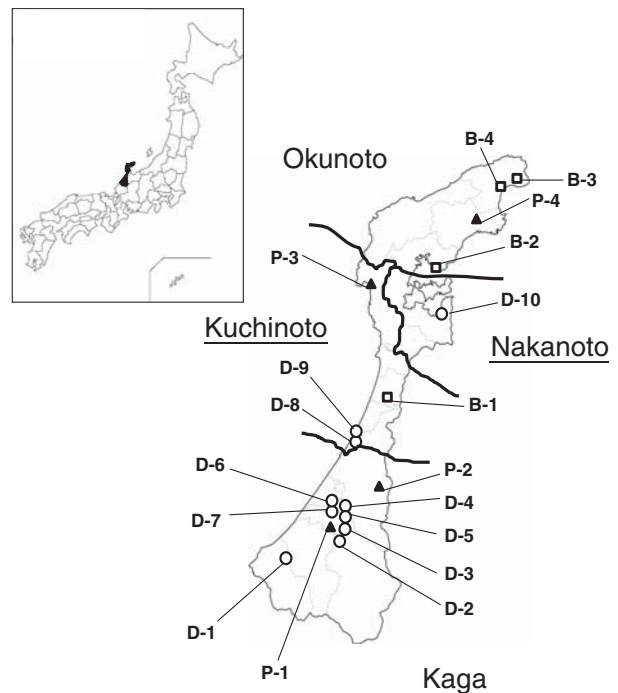 B-4
Okunoto
B-3
P-4
B-2
P-3
D-10
Kuchinoto
Nakanoto
D-9
D-8
B-1
D-6
P-2
D-4
D-7
D-5
D-3
D-2
D-1
P-1
Kaga